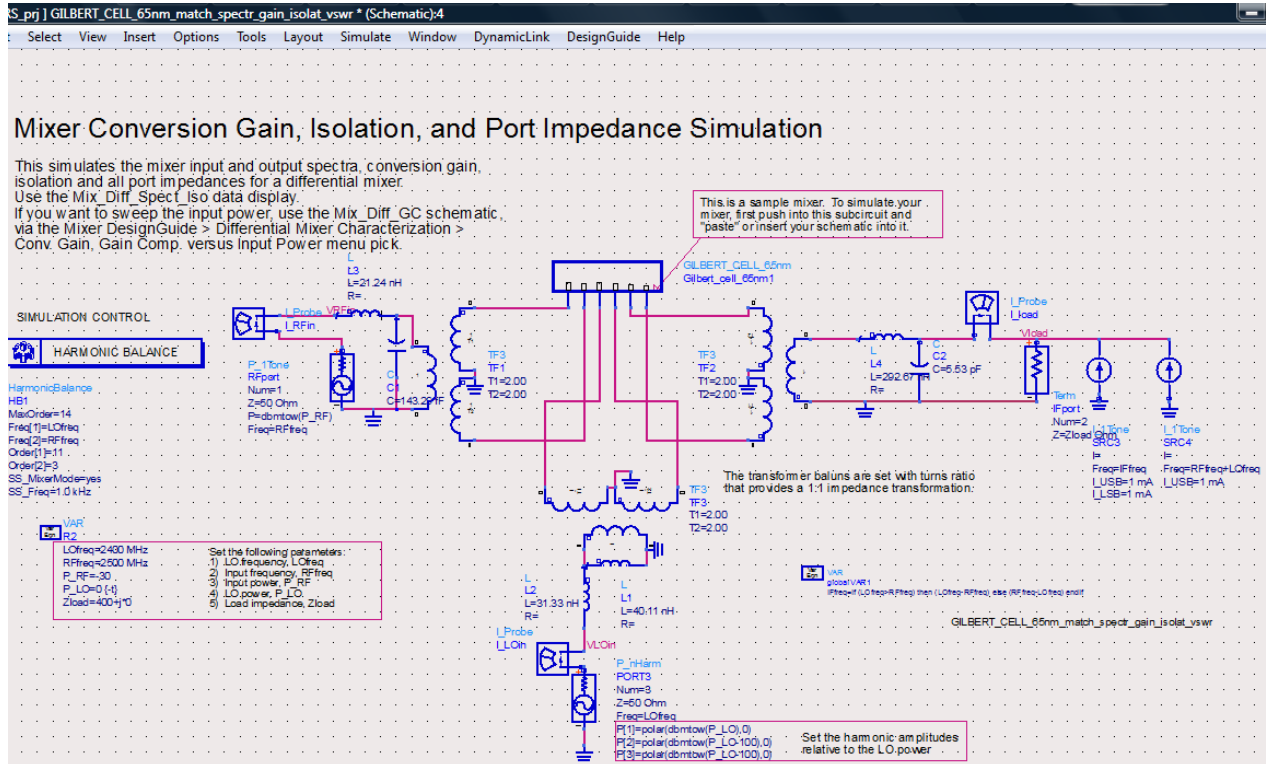 RS_prj ] GILBERT_CELL_65nm_match_spectr_gain_isolat_vswr * (Schematic):4
Select View Insert Options Tools Layout Simulate Window DynamicLink DesignGuide Help
Mixer Conversion Gain, Isolation, and Port Impedance Simulation
This simulates the mixer input and output spectra, conversion gain,
isolation and all port impedances for a differential mixer.
Use the Mix_Diff_Spect_Iso data display.
If you want to sweep the input power, use the Mix_Diff_GC schematic,
via the Mixer DesignGuide > Differential Mixer Characterization >
Conv. Gain, Gain Comp. versus Input Power menu pick.
This is a sample mixer. To simulate your
mixer, first push into this subcircuit and
"paste" or insert your schematic into it.
GILBERT_CELL_65nm
Gilbert_cell_65nm1
L
L3
L=21.24 nH
R=
SIMULATION CONTROL
HARMONIC BALANCE
HarmonicBalance
HB1
MaxOrder=14
Freq[1]=LOfreq
Freq[2]=RFfreq
Order[1]=11
Order[2]=3
SS_MixerMode=yes
SS_Freq=1.0 kHz
I_Probe
I_RFin
VRFin
P_1Tone
RFport
Num=1
Z=50 Ohm
P=dbmtow(P_RF)
Freq=RFfreq
C
C1
TF3
TF1
T1=2.00
T2=2.00
TF3
TF2
T1=2.00
T2=2.00
L
L4
R=
C
C2
C=5.53 pF
I_Probe
I_load
Vload
Term
IFport
Num=2
Z=Zload Ohm
I_1Tone
SRC3
I=
Freq=IFfreq
I_USB=1 mA
I_LSB=1 mA
I_1Tone
SRC4
I=
Freq=RFfreq+LOfreq
I_USB=1 mA
The transformer baluns are set with turns ratio
that provides a 1:1 impedance transformation.
TF3
TF3
T1=2.00
T2=2.00
VAR
R2
LOfreq=2400 MHz
RFfreq=2500 MHz
P_RF=-30
P_LO=0 {-t}
Zload=400+j*0
Set the following parameters:
1) LO frequency, LOfreq
2) Input frequency, RFfreq
3) Input power, P_RF
4) LO power, P_LO
5) Load impedance, Zload
VAR
global VAR1
IFfreq=if (LOfreq>RFfreq) then (LOfreq-RFfreq) else (RFfreq-LOfreq) endif
GILBERT_CELL_65nm_match_spectr_gain_isolat_vswr
L
L2
L=31.33 nH
R=
L
L1
L=40.11 nH
R=
I_Probe
I_LOin
VLOin
P_nHarm
PORT3
Num=3
Z=50 Ohm
Freq=LOfreq
P[1]=polar(dbmtow(P_LO),0)
P[2]=polar(dbmtow(P_LO-100),0)
P[3]=polar(dbmtow(P_LO-100),0)
Set the harmonic amplitudes
relative to the LO power